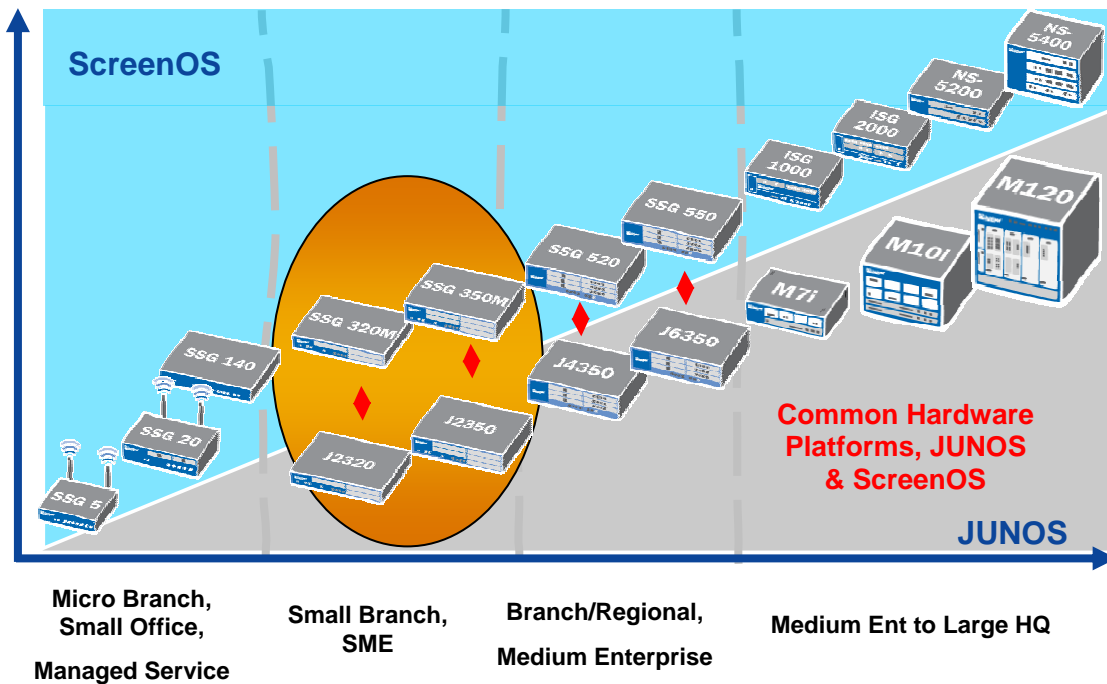 ScreenOS
NS-
5400
NS-
5200
ISG
2000
ISG
1000
SSG 550
SSG 520
SSG 350M
SSG 320M
SSG 140
SSG 20
SSG 5
M120
M10I
M7i
J6350
J4350
J2350
J2320
Common Hardware
Platforms, JUNOS
& ScreenOS
JUNOS
Micro Branch,
Small Office,
Managed Service
Small Branch,
SME
Branch/Regional,
Medium Enterprise
Medium Ent to Large HQ